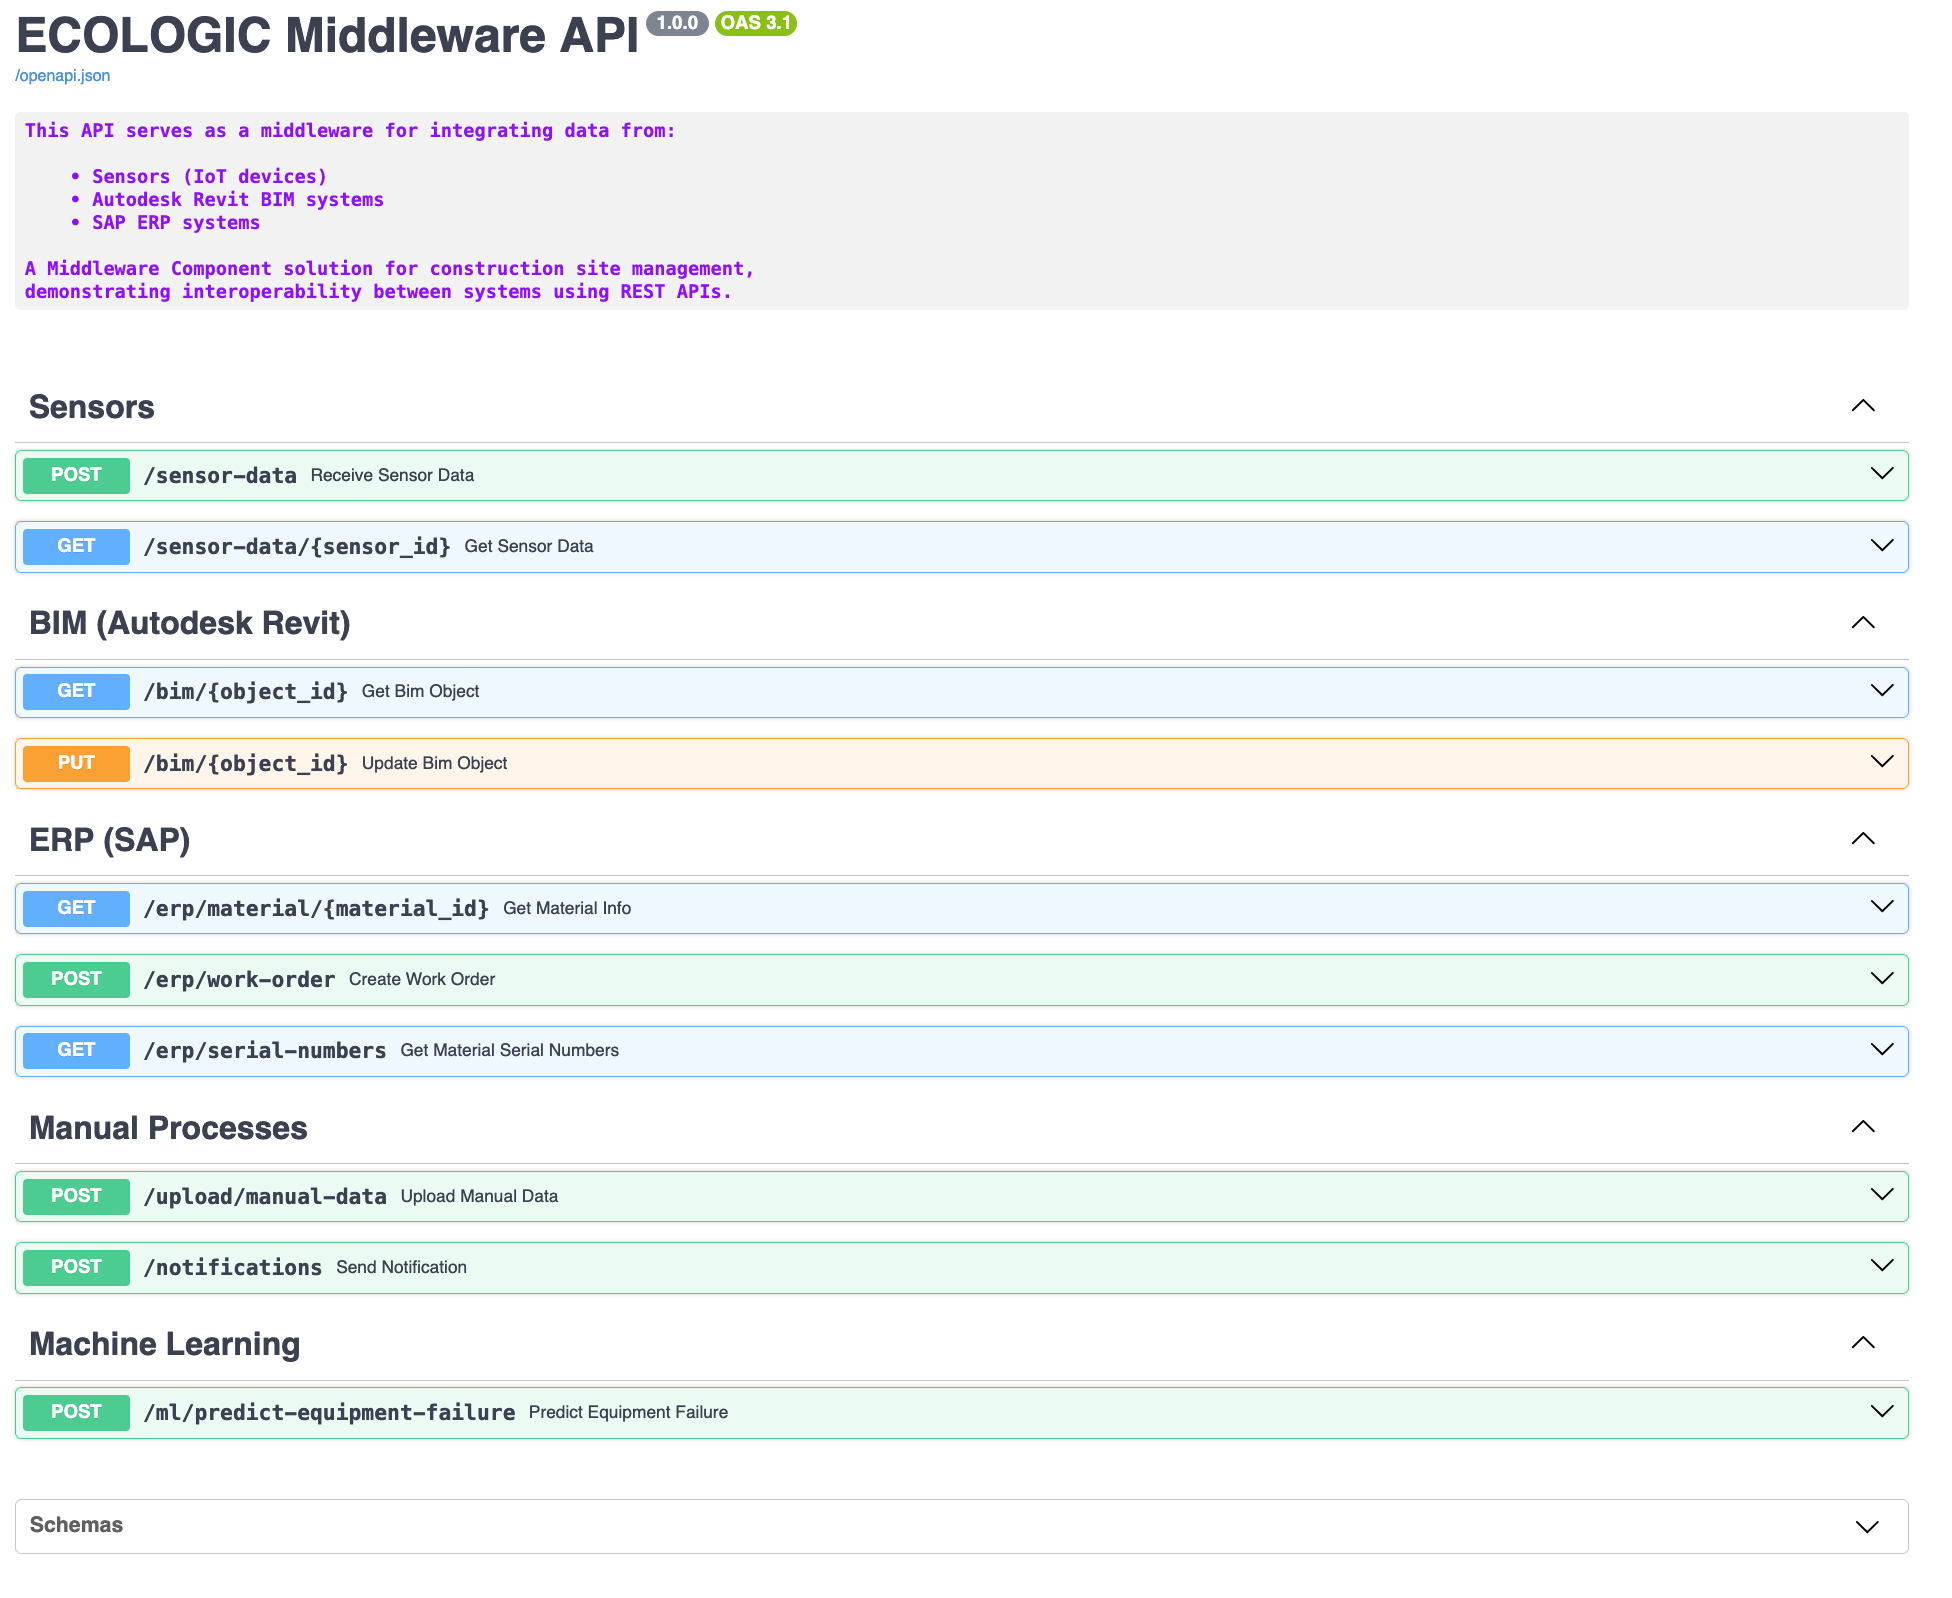 ECOLOGIC Middleware API 1.0.0 OAS 3.1
/openapi.json
This API serves as a middleware for integrating data from:
• Sensors (IoT devices)
• Autodesk Revit BIM systems
• SAP ERP systems
A Middleware Component solution for construction site management,
demonstrating interoperability between systems using REST APIs.
Sensors
POST /sensor-data Receive Sensor Data
GET /sensor-data/{sensor_id} Get Sensor Data
BIM (Autodesk Revit)
GET /bim/{object_id} Get Bim Object
PUT /bim/{object_id} Update Bim Object
ERP (SAP)
GET /erp/material/{material_id} Get Material Info
POST /erp/work-order Create Work Order
GET /erp/serial-numbers Get Material Serial Numbers
Manual Processes
POST /upload/manual-data Upload Manual Data
POST /notifications Send Notification
Machine Learning
POST /ml/predict-equipment-failure Predict Equipment Failure
Schemas